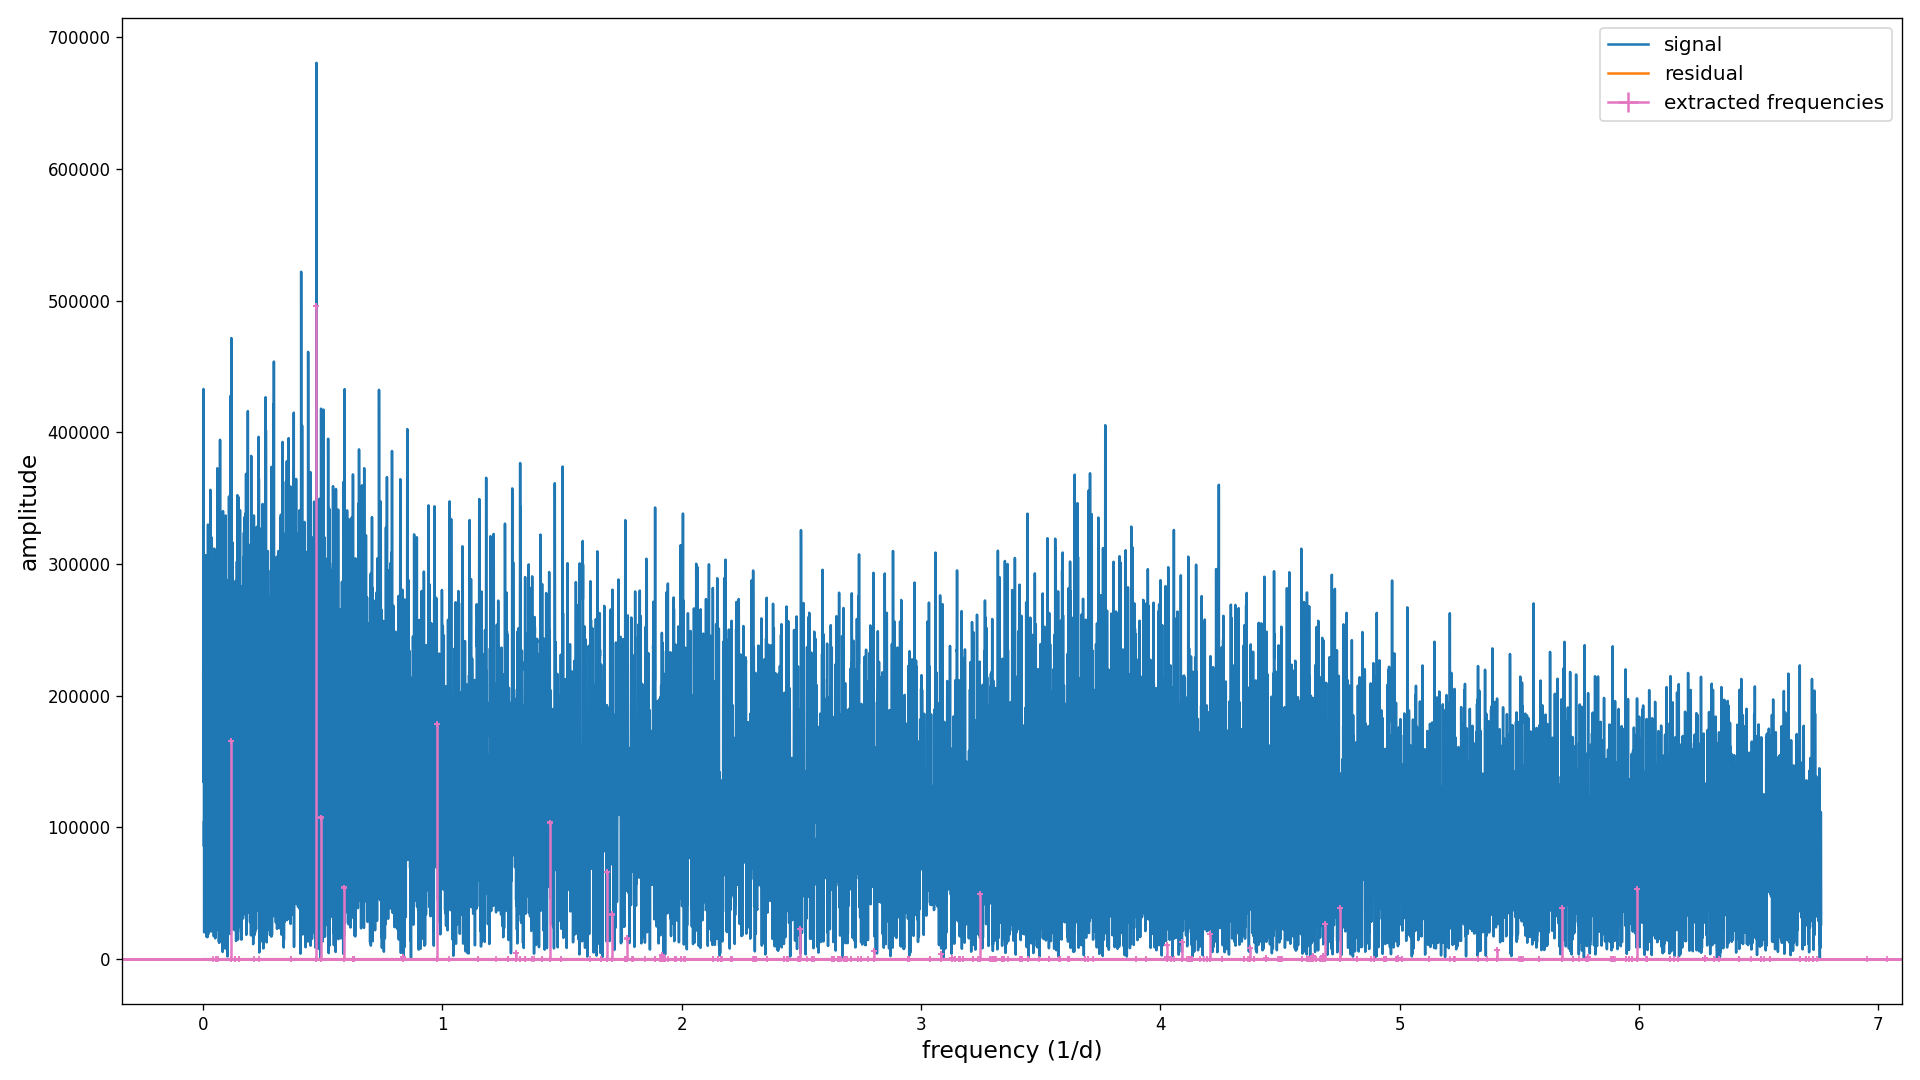 700000
600000
500000
400000
300000
200000
100000
0
amplitude
signal
residual
extracted frequencies
0 1 2 3 4 5 6 7
frequency (1/d)